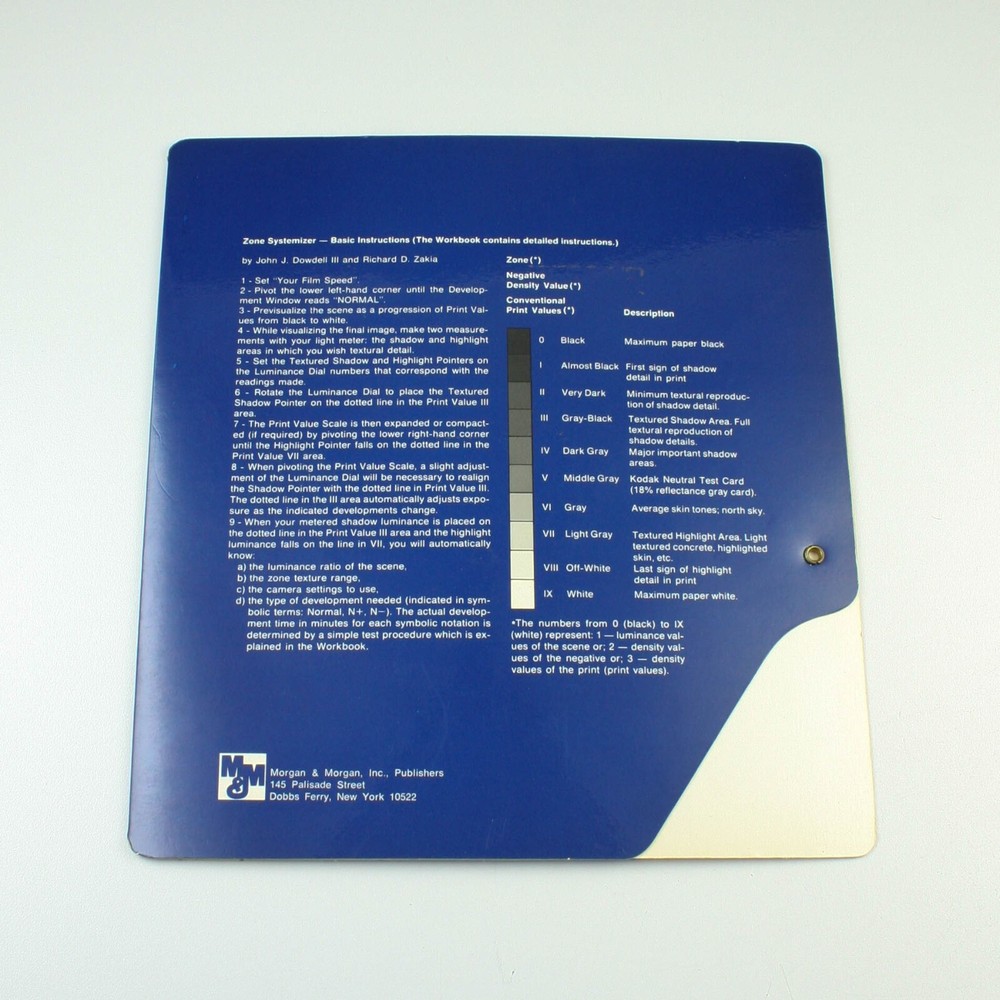 Zone Systemizer — Basic Instructions (The Workbook contains detailed instructions.)
by John J. Dowdell III and Richard D. Zakia
1 - Set "Your Film Speed".
2 - Pivot the lower left-hand corner until the Develop-
ment Window reads "NORMAL".
3 - Previsualize the scene as a progression of Print Val-
ues from black to white.
4 - While visualizing the final image, make two measure-
ments with your light meter: the shadow and highlight
areas in which you wish textural detail.
5 - Set the Textured Shadow and Highlight Pointers on
the Luminance Dial numbers that correspond with the
readings made.
6 - Rotate the Luminance Dial to place the Textured
Shadow Pointer on the dotted line in the Print Value III
area.
7 - The Print Value Scale is then expanded or compact-
ed (if required) by pivoting the lower right-hand corner
until the Highlight Pointer falls on the dotted line in the
Print Value VII area.
8 - When pivoting the Print Value Scale, a slight adjust-
ment of the Luminance Dial will be necessary to realign
the Shadow Pointer with the dotted line in Print Value III.
The dotted line in the III area automatically adjusts expo-
sure as the indicated developments change.
9 - When your metered shadow luminance is placed on
the dotted line in the Print Value III area and the highlight
luminance falls on the line in VII, you will automatically
know:
a) the luminance ratio of the scene,
b) the zone texture range,
c) the camera settings to use,
d) the type of development needed (indicated in sym-
bolic terms: Normal, N+, N−). The actual develop-
ment time in minutes for each symbolic notation is
determined by a simple test procedure which is ex-
plained in the Workbook.
Zone (*)
Negative
Density Value (*)
Conventional
Print Values (*) Description
0 Black Maximum paper black
I Almost Black First sign of shadow
detail in print
II Very Dark Minimum textural reproduc-
tion of shadow detail.
III Gray-Black Textured Shadow Area. Full
textural reproduction of
shadow details.
IV Dark Gray Major important shadow
areas.
V Middle Gray Kodak Neutral Test Card
(18% reflectance gray card).
VI Gray Average skin tones; north sky.
VII Light Gray Textured Highlight Area. Light
textured concrete, highlighted
skin, etc.
VIII Off-White Last sign of highlight
detail in print
IX White Maximum paper white.
*The numbers from 0 (black) to IX
(white) represent: 1 — luminance val-
ues of the scene or; 2 — density val-
ues of the negative or; 3 — density
values of the print (print values).
M&M
Morgan & Morgan, Inc., Publishers
145 Palisade Street
Dobbs Ferry, New York 10522